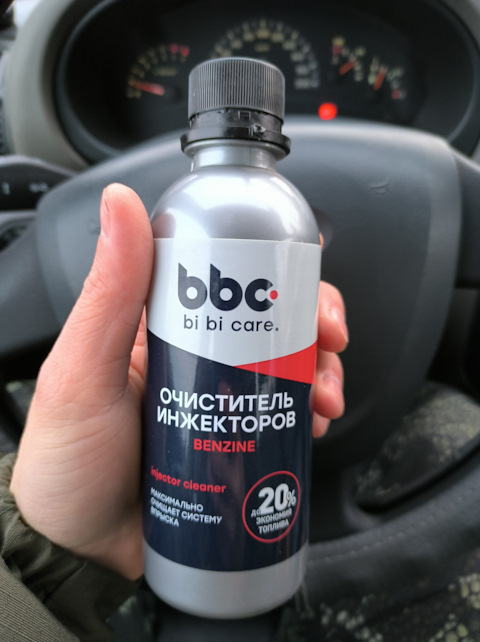 bbc
bi bi care.
ОЧИСТИТЕЛЬ
ИНЖЕКТОРОВ
BENZINE
injector cleaner
МАКСИМАЛЬНО
ОЧИЩАЕТ СИСТЕМУ
ВПРЫСКА
ДО 20%
ЭКОНОМИИ
ТОПЛИВА